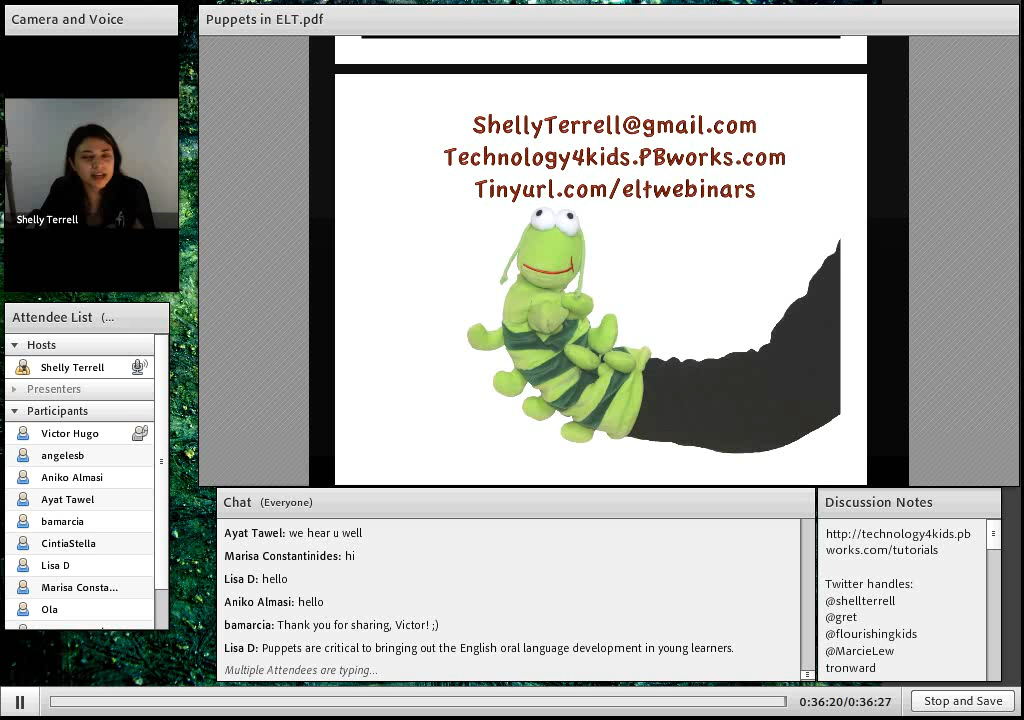 Camera and Voice
Shelly Terrell
Attendee List (...
Hosts
Shelly Terrell
Presenters
Participants
Victor Hugo
angelesb
Aniko Almasi
Ayat Tawel
bamarcia
CintiaStella
Lisa D
Marisa Consta...
Ola
Puppets in ELT.pdf
ShellyTerrell@gmail.com
Technology4kids.PBworks.com
Tinyurl.com/eltwebinars
Chat (Everyone)
Ayat Tawel: we hear u well
Marisa Constantinides: hi
Lisa D: hello
Aniko Almasi: hello
bamarcia: Thank you for sharing, Victor! ;)
Lisa D: Puppets are critical to bringing out the English oral language development in young learners.
Multiple Attendees are typing...
Discussion Notes
http://technology4kids.pb
works.com/tutorials
Twitter handles:
@shellterrell
@gret
@flourishingkids
@MarcieLew
tronward
0:36:20/0:36:27
Stop and Save